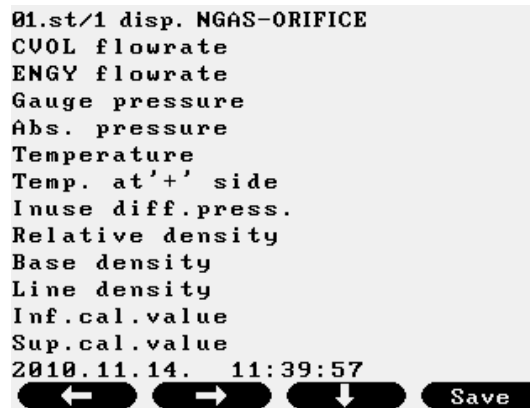 01.st/1 disp. NGAS-ORIFICE
CVOL flowrate
ENGY flowrate
Gauge pressure
Abs. pressure
Temperature
Temp. at'+' side
Inuse diff.press.
Relative density
Base density
Line density
Inf.cal.value
Sup.cal.value
2010.11.14. 11:39:57
← → ↓ Save